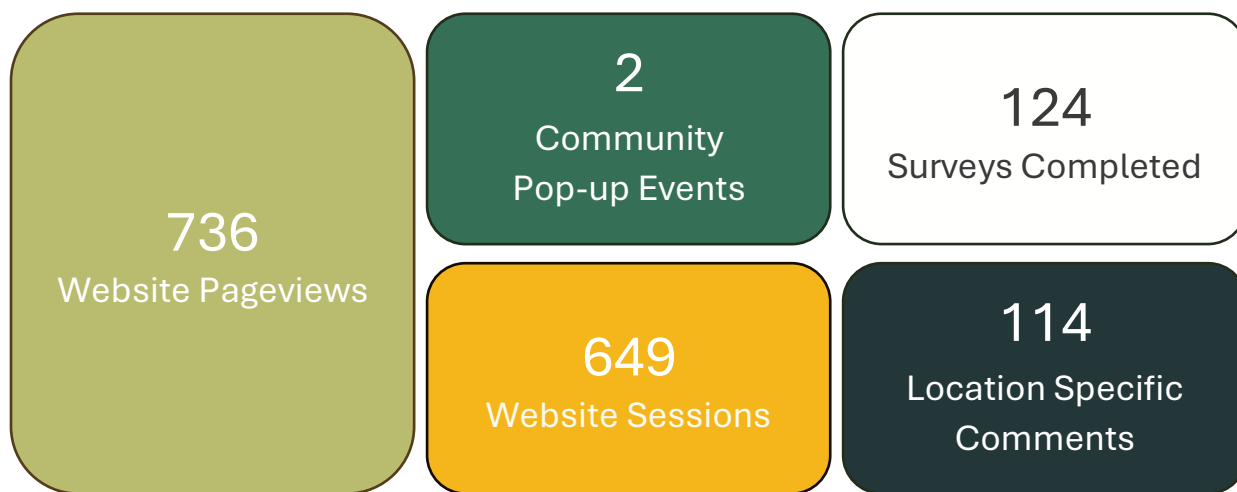 736
Website Pageviews
2
Community
Pop-up Events
649
Website Sessions
124
Surveys Completed
114
Location Specific
Comments